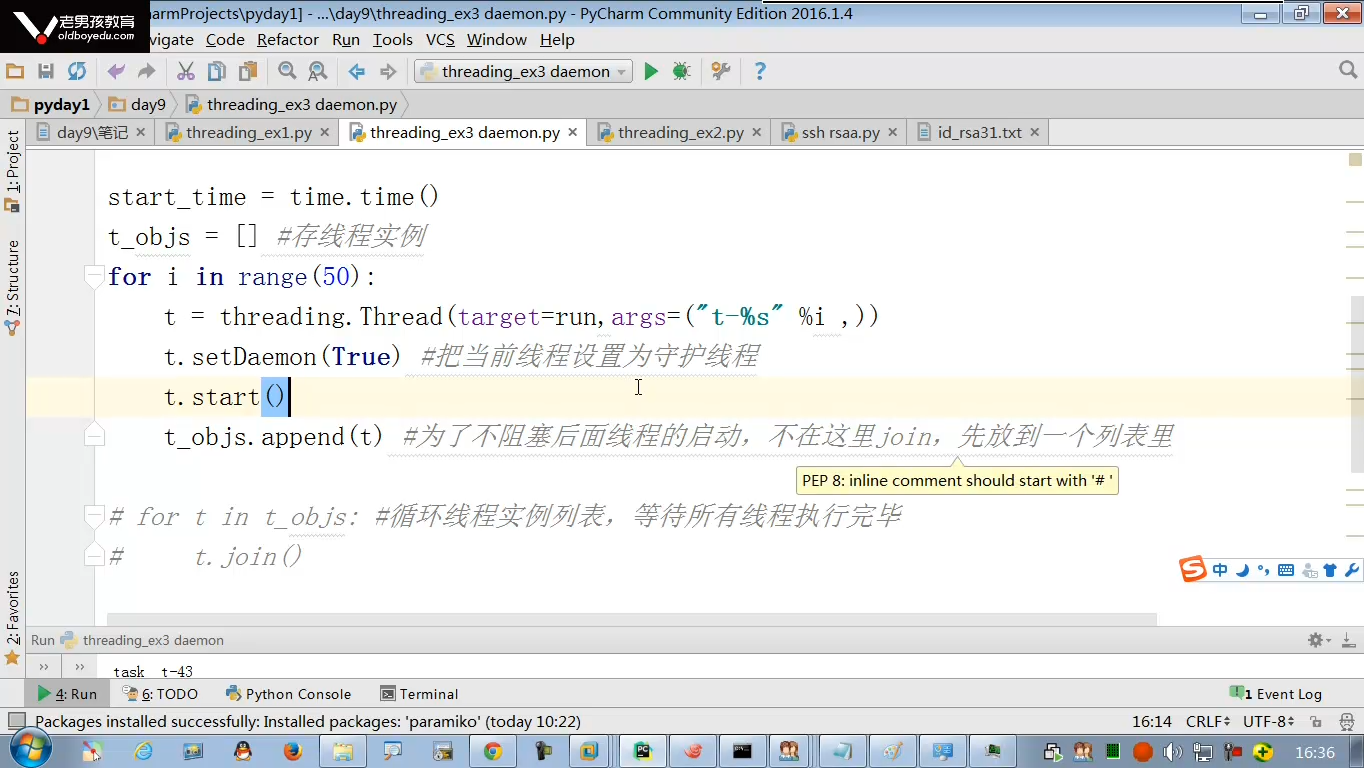 老男孩教育
oldboyedu.com
armProjects\pyday1] - ...\day9\threading_ex3 daemon.py - PyCharm Community Edition 2016.1.4
vigate Code Refactor Run Tools VCS Window Help
threading_ex3 daemon
pyday1 day9 threading_ex3 daemon.py
day9\笔记 threading_ex1.py threading_ex3 daemon.py threading_ex2.py ssh rsaa.py id_rsa31.txt
1: Project
7: Structure
2: Favorites
start_time = time.time()
t_objs = [] #存线程实例
for i in range(50):
t = threading.Thread(target=run,args=("t-%s" %i ,))
t.setDaemon(True) #把当前线程设置为守护线程
t.start()
t_objs.append(t) #为了不阻塞后面线程的启动，不在这里join，先放到一个列表里
PEP 8: inline comment should start with '# '
# for t in t_objs: #循环线程实例列表，等待所有线程执行完毕
#     t.join()
中
Run threading_ex3 daemon
task t-43
4: Run 6: TODO Python Console Terminal 1 Event Log
Packages installed successfully: Installed packages: 'paramiko' (today 10:22) 16:14 CRLF UTF-8
16:36